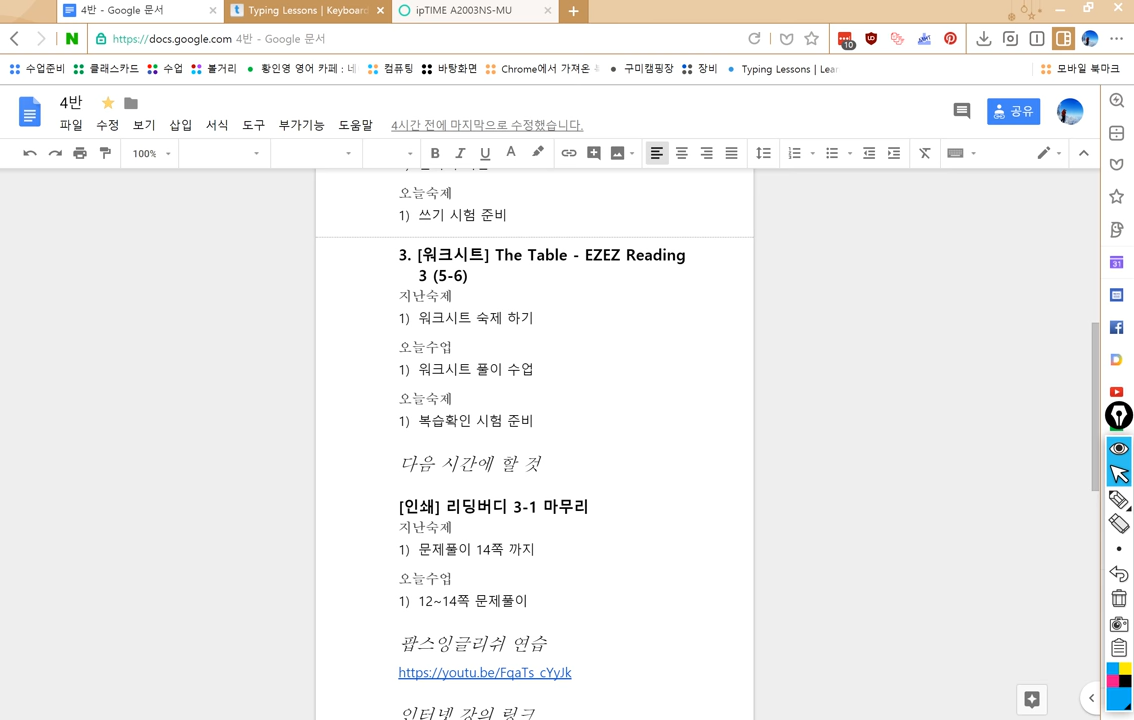 4반 - Google 문서
Typing Lessons | Keyboar
ipTIME A2003NS-MU
N
https://docs.google.com 4반 - Google 문서
10
수업준비 클래스카드 수업 볼거리 황인영 영어 카페 : 네 컴퓨팅 바탕화면 Chrome에서 가져온 구미캠핑장 장비 Typing Lessons | Lear 모바일 북마크
4반
공유
파일 수정 보기 삽입 서식 도구 부가기능 도움말 4시간 전에 마지막으로 수정했습니다.
100%
오늘숙제
1) 쓰기 시험 준비
3. [워크시트] The Table - EZEZ Reading
3 (5-6)
지난숙제
1) 워크시트 숙제 하기
오늘수업
1) 워크시트 풀이 수업
오늘숙제
1) 복습확인 시험 준비
다음 시간에 할 것
[인쇄] 리딩버디 3-1 마무리
지난숙제
1) 문제풀이 14쪽 까지
오늘수업
1) 12~14쪽 문제풀이
팝스잉글리쉬 연습
https://youtu.be/FqaTs_cYyJk
인터넷 강의 링크
31